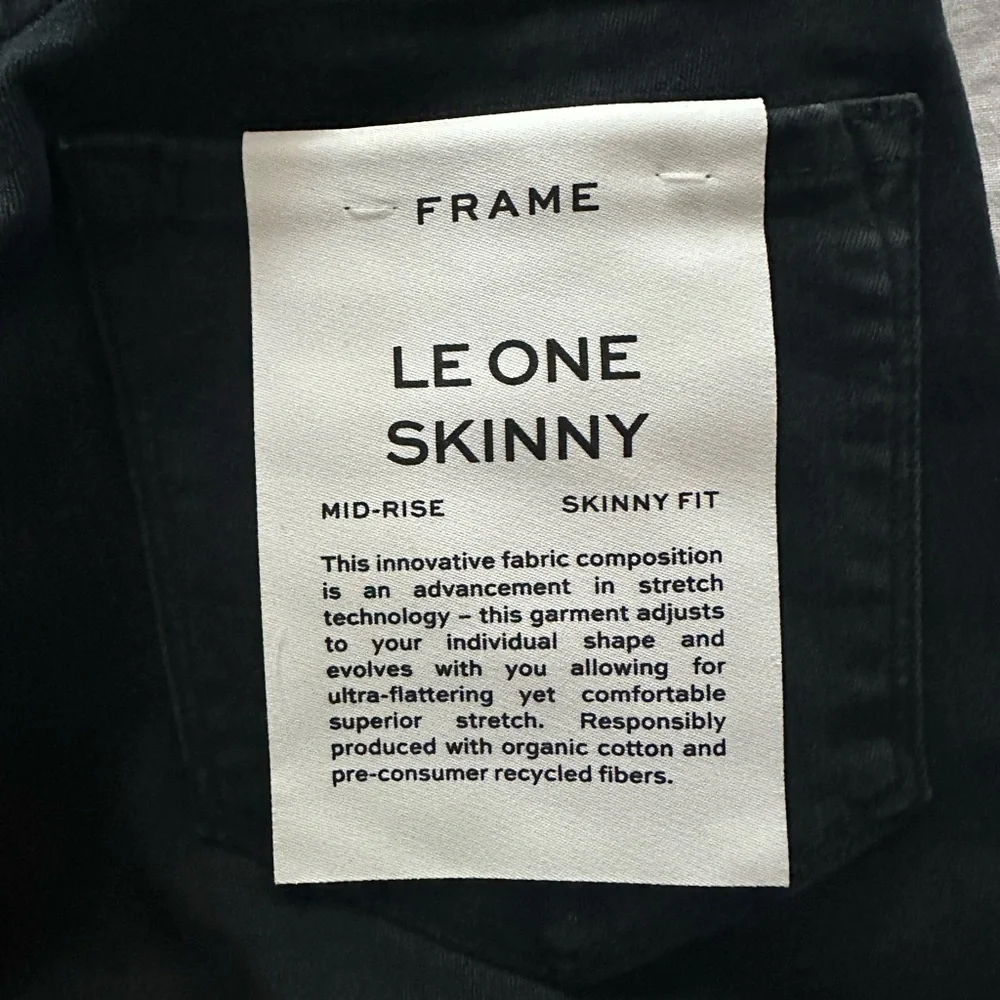 FRAME
LE ONE
SKINNY
MID-RISE SKINNY FIT
This innovative fabric composition
is an advancement in stretch
technology – this garment adjusts
to your individual shape and
evolves with you allowing for
ultra-flattering yet comfortable
superior stretch. Responsibly
produced with organic cotton and
pre-consumer recycled fibers.